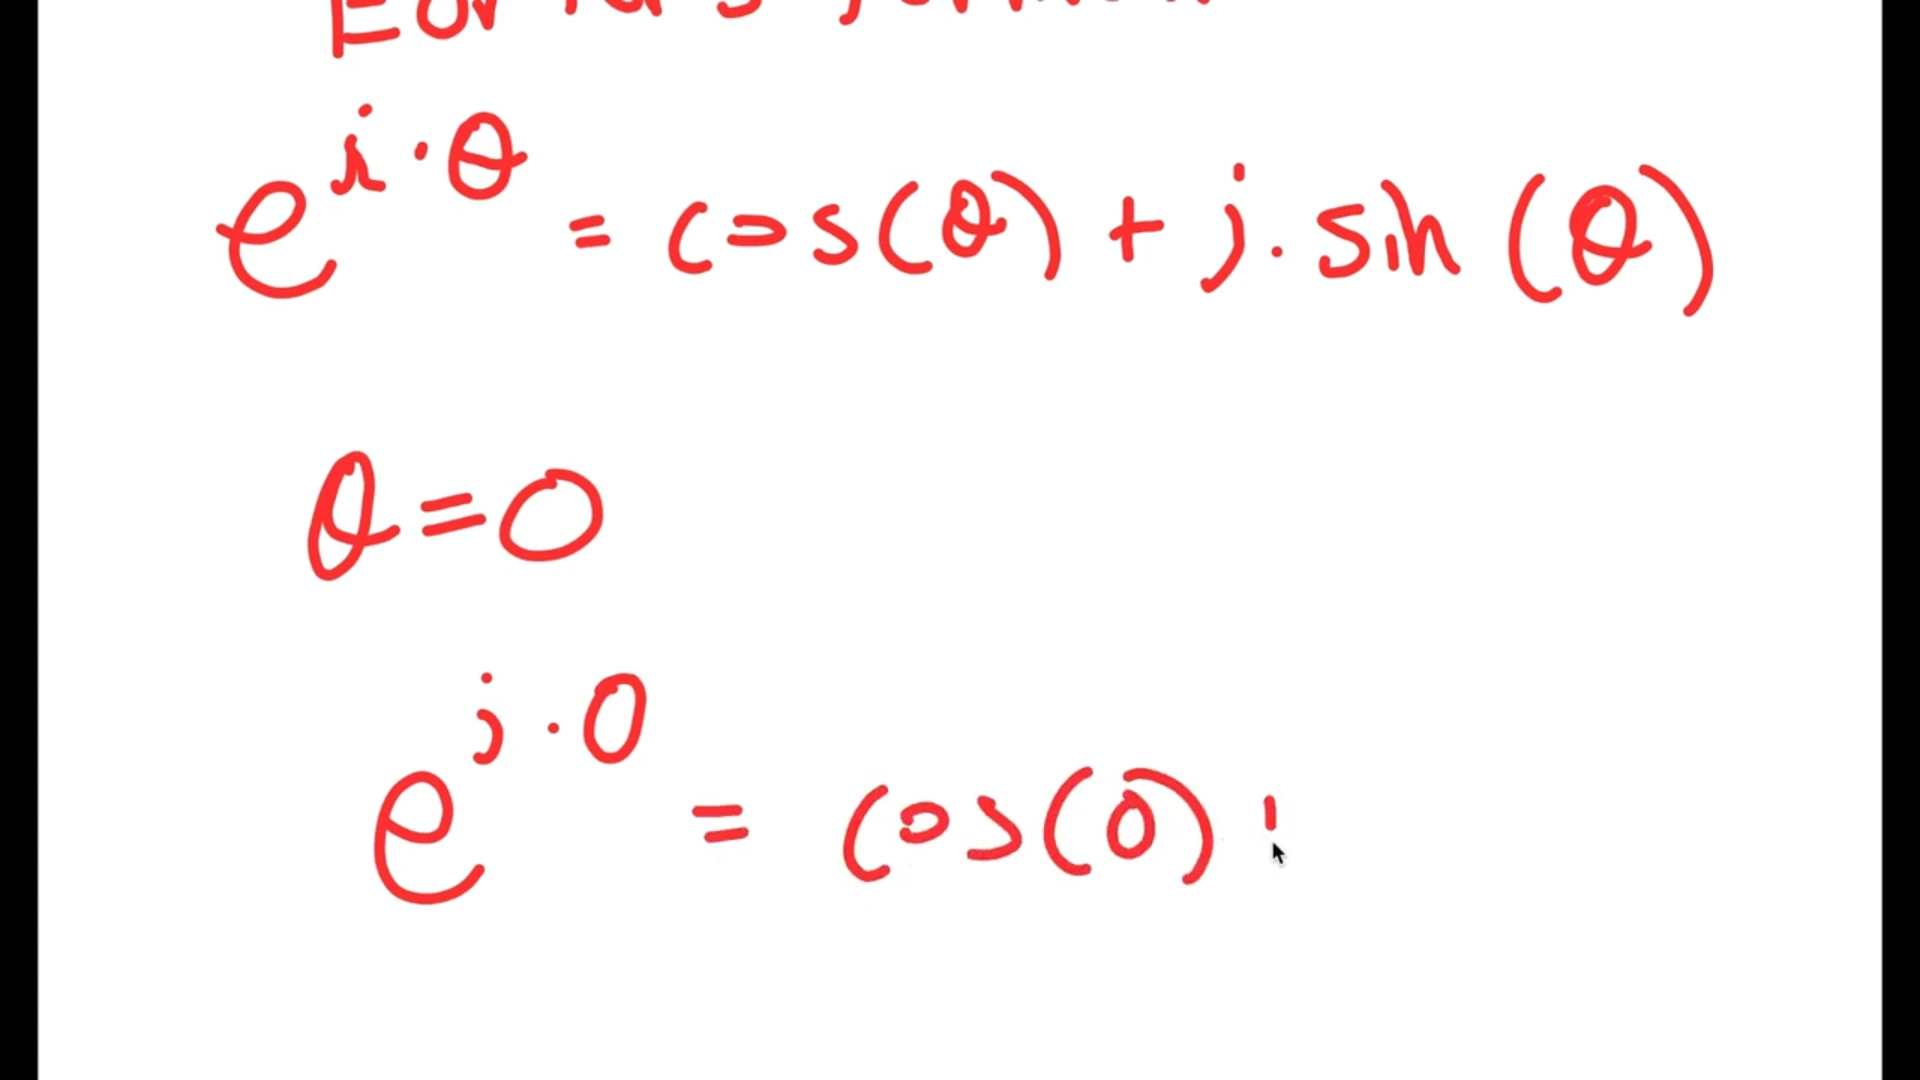 e^{i·θ} = cos(θ) + j·sin(θ)
θ=0
e^{j·0} = cos(0)